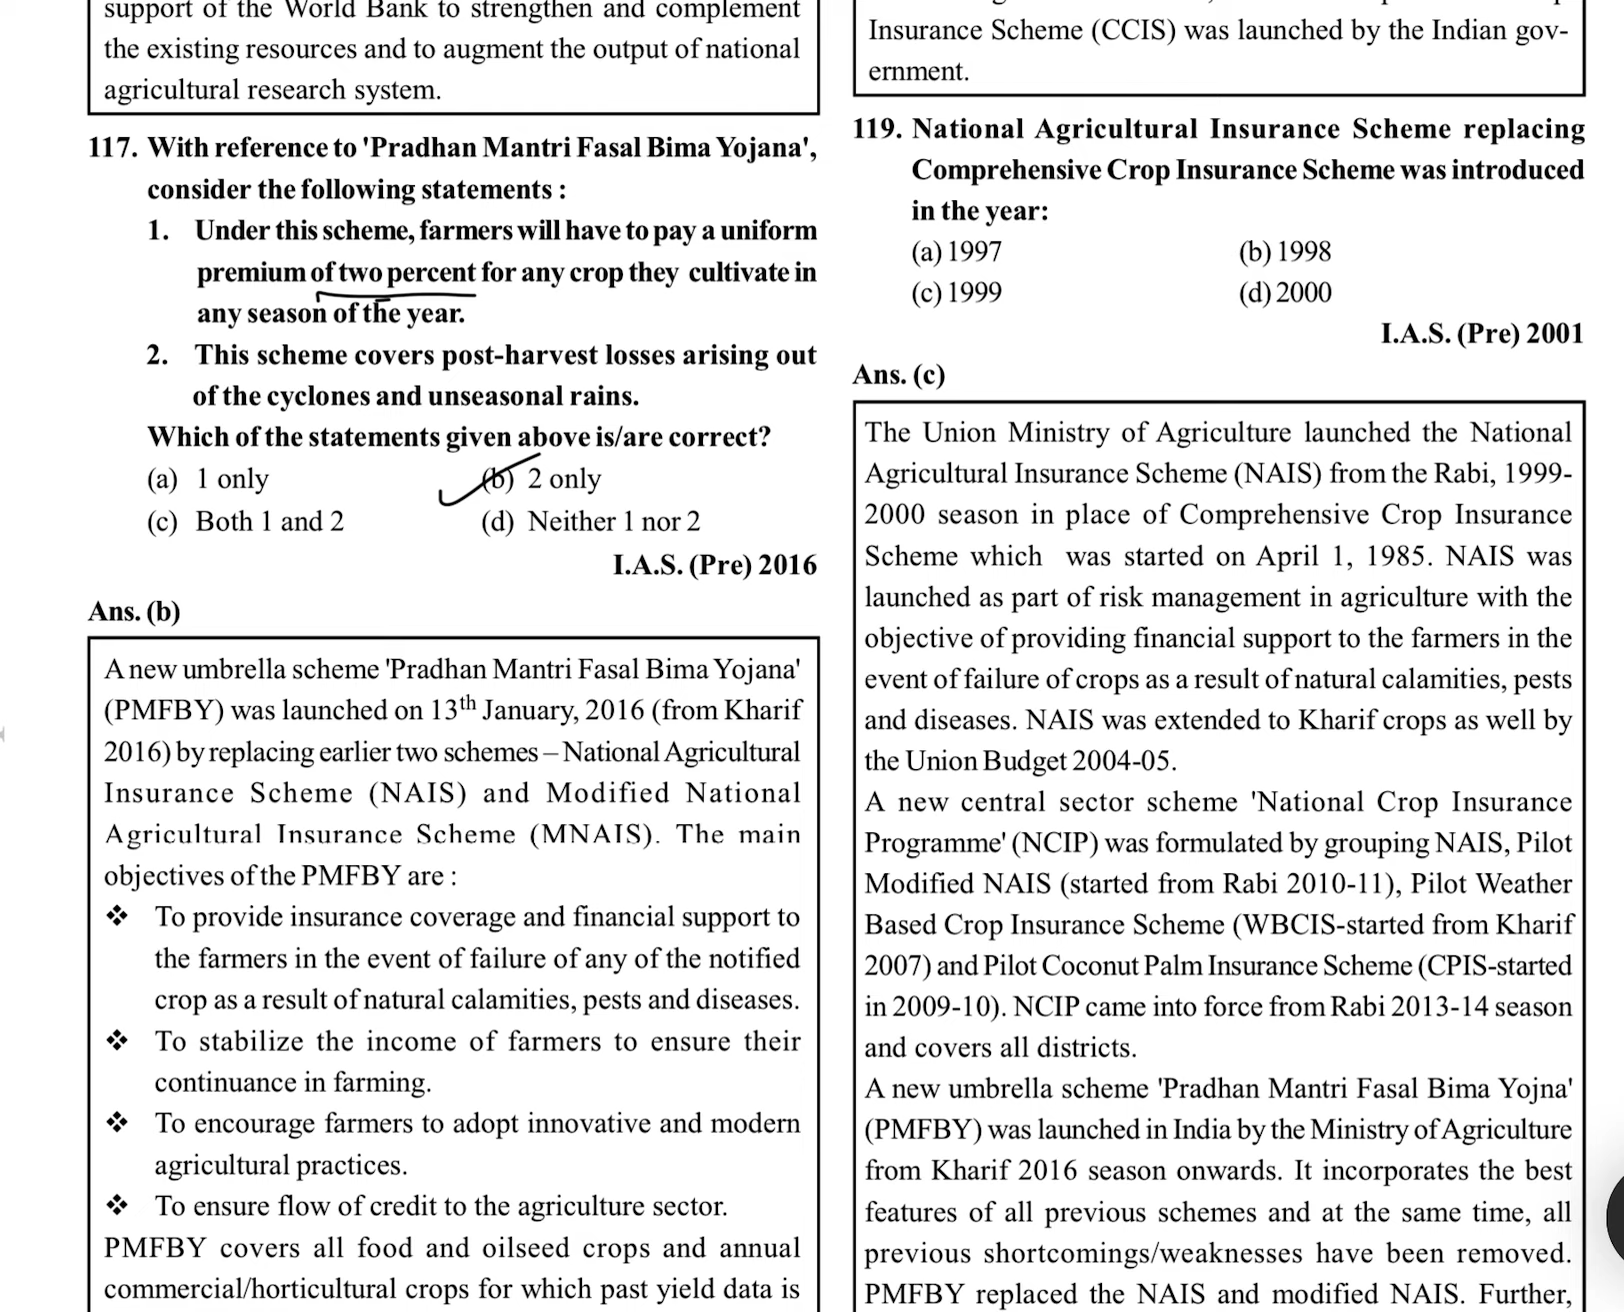 support of the World Bank to strengthen and complement
the existing resources and to augment the output of national
agricultural research system.
117. With reference to 'Pradhan Mantri Fasal Bima Yojana',
consider the following statements :
1. Under this scheme, farmers will have to pay a uniform
premium of two percent for any crop they cultivate in
any season of the year.
2. This scheme covers post-harvest losses arising out
of the cyclones and unseasonal rains.
Which of the statements given above is/are correct?
(a) 1 only (b) 2 only
(c) Both 1 and 2 (d) Neither 1 nor 2
I.A.S. (Pre) 2016
Ans. (b)
A new umbrella scheme 'Pradhan Mantri Fasal Bima Yojana'
(PMFBY) was launched on 13th January, 2016 (from Kharif
2016) by replacing earlier two schemes – National Agricultural
Insurance Scheme (NAIS) and Modified National
Agricultural Insurance Scheme (MNAIS). The main
objectives of the PMFBY are :
❖ To provide insurance coverage and financial support to
the farmers in the event of failure of any of the notified
crop as a result of natural calamities, pests and diseases.
❖ To stabilize the income of farmers to ensure their
continuance in farming.
❖ To encourage farmers to adopt innovative and modern
agricultural practices.
❖ To ensure flow of credit to the agriculture sector.
PMFBY covers all food and oilseed crops and annual
commercial/horticultural crops for which past yield data is
Insurance Scheme (CCIS) was launched by the Indian gov-
ernment.
119. National Agricultural Insurance Scheme replacing
Comprehensive Crop Insurance Scheme was introduced
in the year:
(a) 1997 (b) 1998
(c) 1999 (d) 2000
I.A.S. (Pre) 2001
Ans. (c)
The Union Ministry of Agriculture launched the National
Agricultural Insurance Scheme (NAIS) from the Rabi, 1999-
2000 season in place of Comprehensive Crop Insurance
Scheme which was started on April 1, 1985. NAIS was
launched as part of risk management in agriculture with the
objective of providing financial support to the farmers in the
event of failure of crops as a result of natural calamities, pests
and diseases. NAIS was extended to Kharif crops as well by
the Union Budget 2004-05.
A new central sector scheme 'National Crop Insurance
Programme' (NCIP) was formulated by grouping NAIS, Pilot
Modified NAIS (started from Rabi 2010-11), Pilot Weather
Based Crop Insurance Scheme (WBCIS-started from Kharif
2007) and Pilot Coconut Palm Insurance Scheme (CPIS-started
in 2009-10). NCIP came into force from Rabi 2013-14 season
and covers all districts.
A new umbrella scheme 'Pradhan Mantri Fasal Bima Yojna'
(PMFBY) was launched in India by the Ministry of Agriculture
from Kharif 2016 season onwards. It incorporates the best
features of all previous schemes and at the same time, all
previous shortcomings/weaknesses have been removed.
PMFBY replaced the NAIS and modified NAIS. Further,